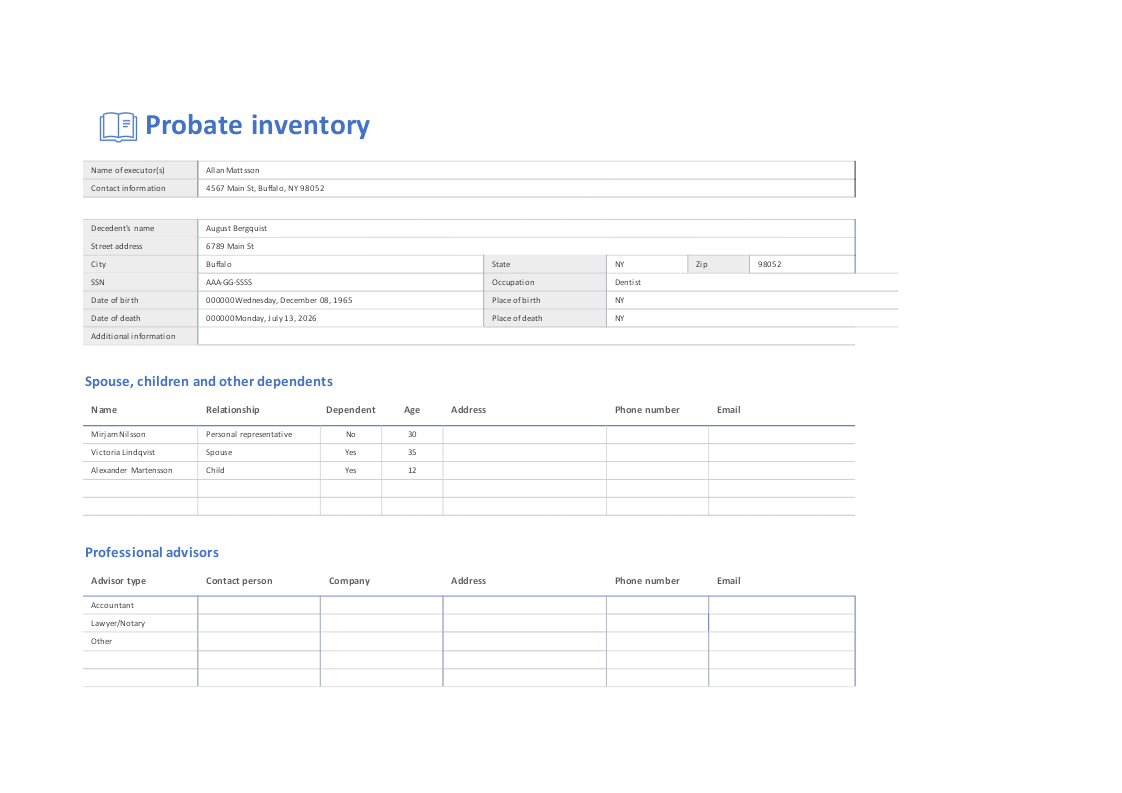 Probate inventory
Name of executor(s) Allan Mattsson
Contact information 4567 Main St, Buffalo, NY 98052
Decedent's name August Bergquist
Street address 6789 Main St
City Buffalo State NY Zip 98052
SSN AAA-GG-SSSS Occupation Dentist
Date of birth 000000Wednesday, December 08, 1965 Place of birth NY
Date of death 000000Monday, July 13, 2026 Place of death NY
Additional information
Spouse, children and other dependents
Name Relationship Dependent Age Address Phone number Email
Mirjam Nilsson Personal representative No 30
Victoria Lindqvist Spouse Yes 35
Alexander Martensson Child Yes 12
Professional advisors
Advisor type Contact person Company Address Phone number Email
Accountant
Lawyer/Notary
Other